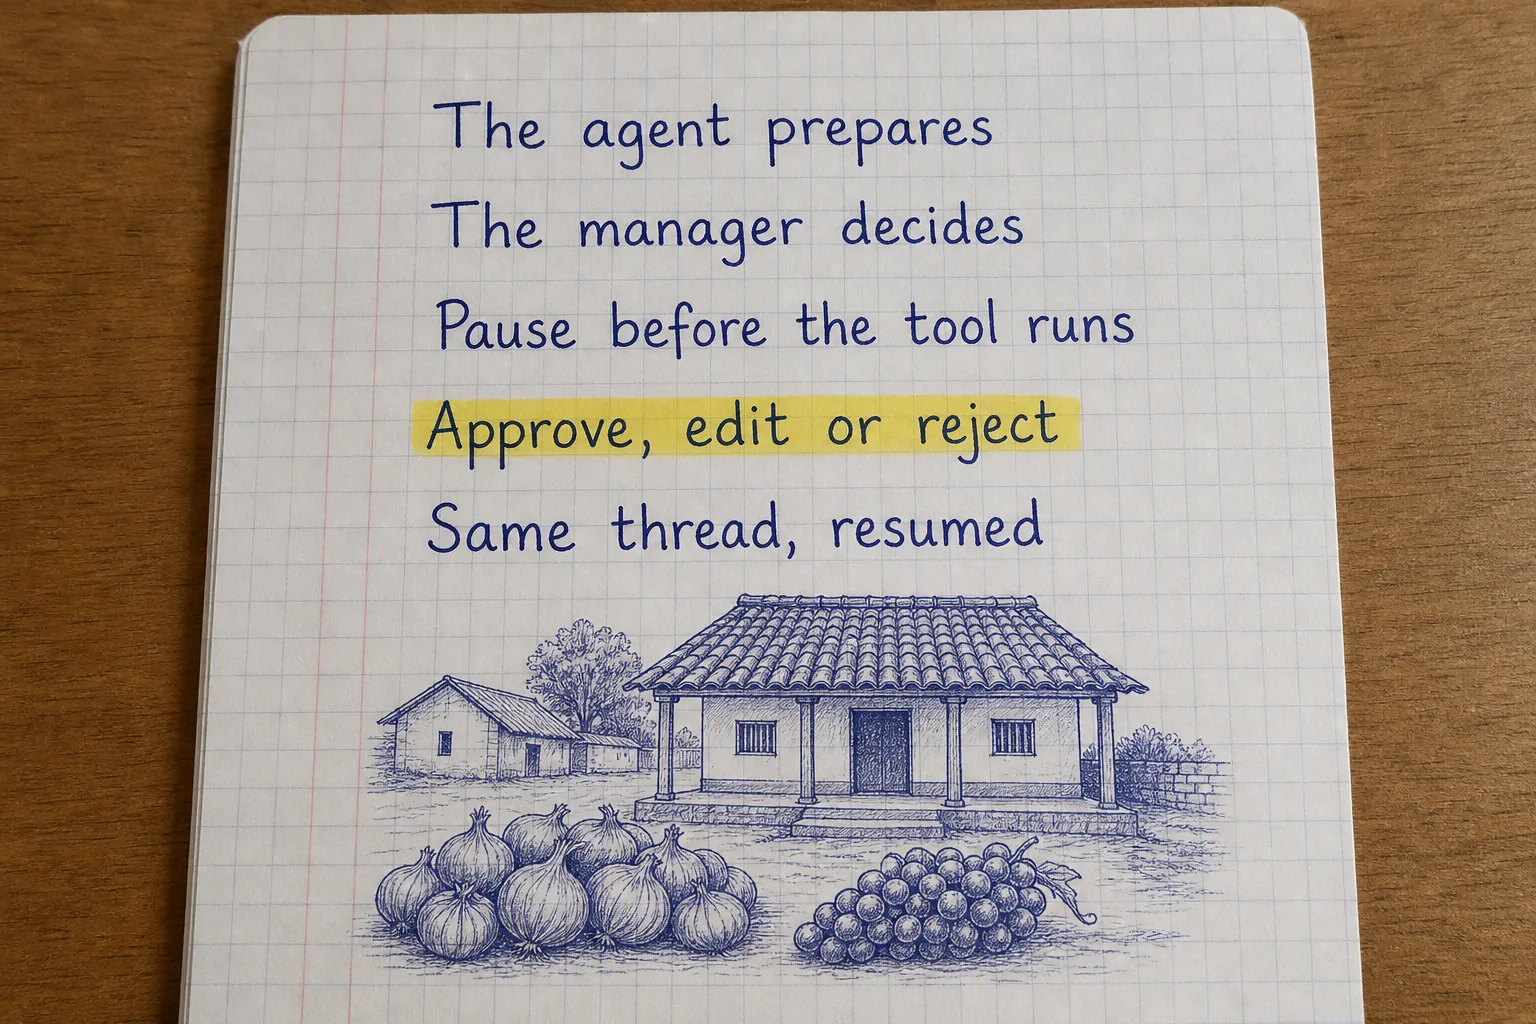 The agent prepares
The manager decides
Pause before the tool runs
Approve, edit or reject
Same thread, resumed